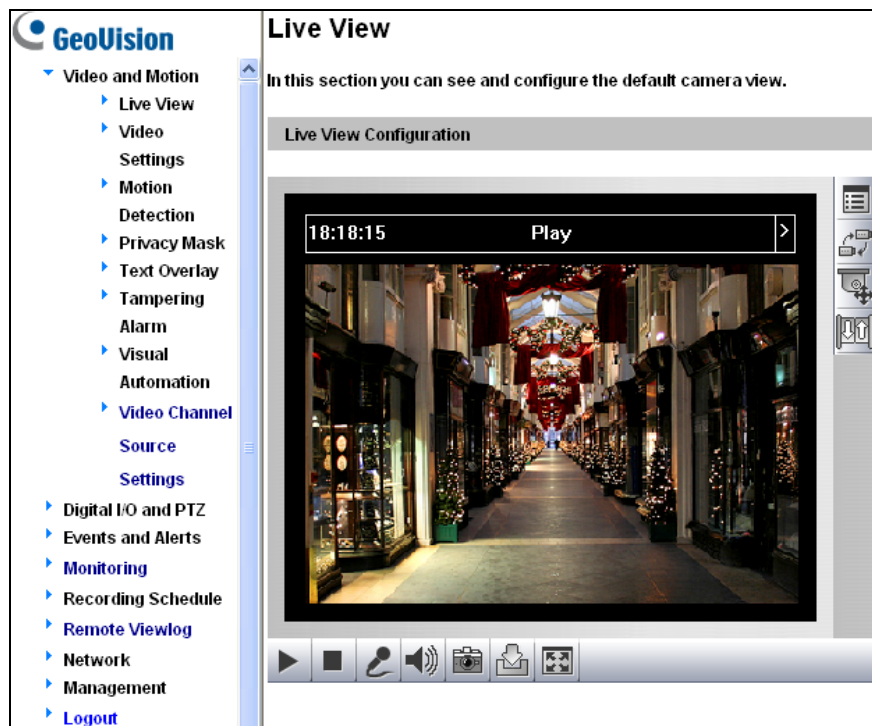 GeoVision
Video and Motion
Live View
Video
Settings
Motion
Detection
Privacy Mask
Text Overlay
Tampering
Alarm
Visual
Automation
Video Channel
Source
Settings
Digital I/O and PTZ
Events and Alerts
Monitoring
Recording Schedule
Remote Viewlog
Network
Management
Logout
Live View
In this section you can see and configure the default camera view.
Live View Configuration
18:18:15 Play >